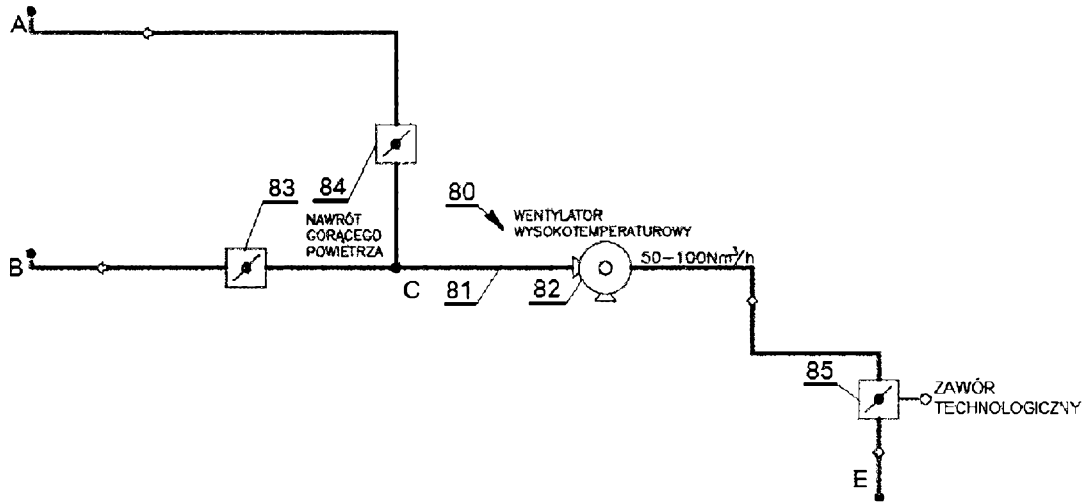 A
84
83
80
NAWRÓT
GORĄCEGO
POWIETRZA
WENTYLATOR
WYSOKOTEMPERATUROWY
50-100Nm³/h
B
C
81
82
85
ZAWÓR
TECHNOLOGICZNY
E